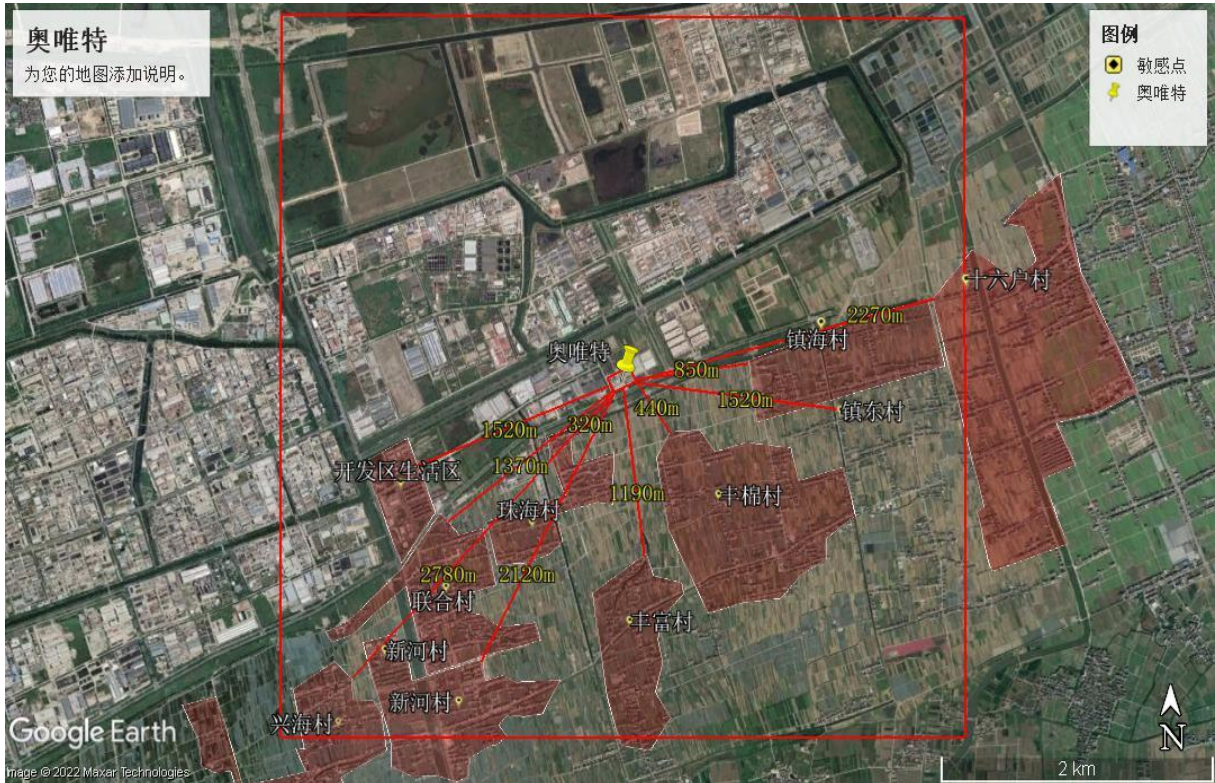 奥唯特
为您的地图添加说明。
图例
敏感点
奥唯特
十六户村
2270m
镇海村
奥唯特
850m
440m
1520m
镇东村
320m
1520m
1370m
开发区生活区
1190m
丰棉村
珠海村
2780m
2120m
联合村
丰富村
新河村
新河村
兴海村
Google Earth
mage © 2022 Maxar Technologies
N
2 km